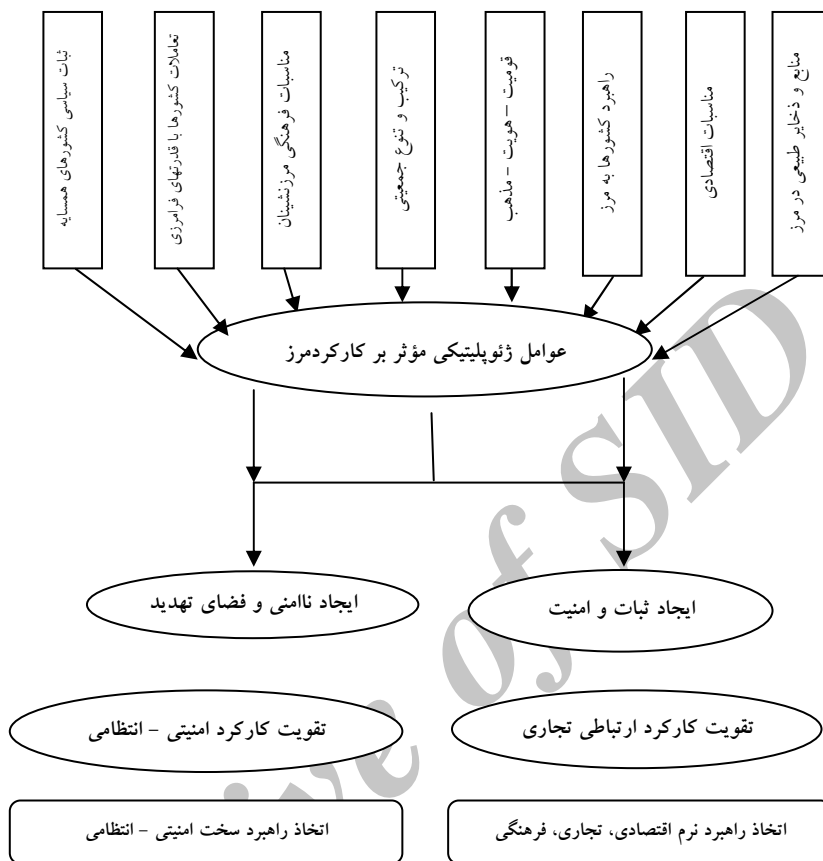 منابع و ذخایر طبیعی در مرز
مناسبات اقتصادی
راهبرد کشورها به مرز
قومیت – هویت – مذهب
ترکیب و تنوع جمعیتی
مناسبات فرهنگی مرزنشینان
تعاملات کشورها با قدرتهای فرامرزی
ثبات سیاسی کشورهای همسایه
عوامل ژئوپلیتیکی مؤثر بر کارکردمرز
ایجاد ثبات و امنیت
ایجاد ناامنی و فضای تهدید
تقویت کارکرد ارتباطی تجاری
تقویت کارکرد امنیتی – انتظامی
اتخاذ راهبرد نرم اقتصادی، تجاری، فرهنگی
اتخاذ راهبرد سخت امنیتی – انتظامی
ive of SID